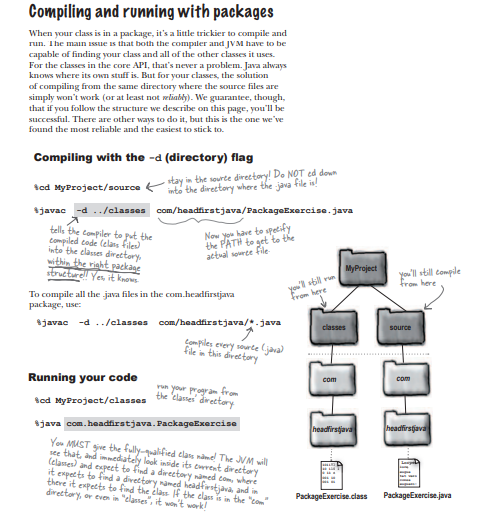 Compiling and running with packages
When your class is in a package, it's a little trickier to compile and
run. The main issue is that both the compiler and JVM have to be
capable of finding your class and all of the other classes it uses.
For the classes in the core API, that's never a problem. Java always
knows where its own stuff is. But for your classes, the solution
of compiling from the same directory where the source files are
simply won't work (or at least not reliably). We guarantee, though,
that if you follow the structure we describe on this page, you'll be
successful. There are other ways to do it, but this is the one we've
found the most reliable and the easiest to stick to.
Compiling with the -d (directory) flag
%cd MyProject/source
stay in the source directory! Do NOT cd down
into the directory where the .java file is!
%javac -d ../classes com/headfirstjava/PackageExercise.java
tells the compiler to put the
compiled code (class files)
into the classes directory,
within the right package
structure!! Yes, it knows.
Now you have to specify
the PATH to get to the
actual source file.
To compile all the .java files in the com.headfirstjava
package, use:
%javac -d ../classes com/headfirstjava/*.java
compiles every source (.java)
file in this directory
Running your code
%cd MyProject/classes
run your program from
the 'classes' directory
%java com.headfirstjava.PackageExercise
You MUST give the fully-qualified class name! The JVM will
see that, and immediately look inside its current directory
(classes) and expect to find a directory named com, where
it expects to find a directory named headfirstjava, and in
there it expects to find the class. If the class is in the "com"
directory, or even in "classes", it won't work!
MyProject
you'll still run
from here
you'll still compile
from here
classes
source
com
com
headfirstjava
headfirstjava
PackageExercise.class
PackageExercise.java